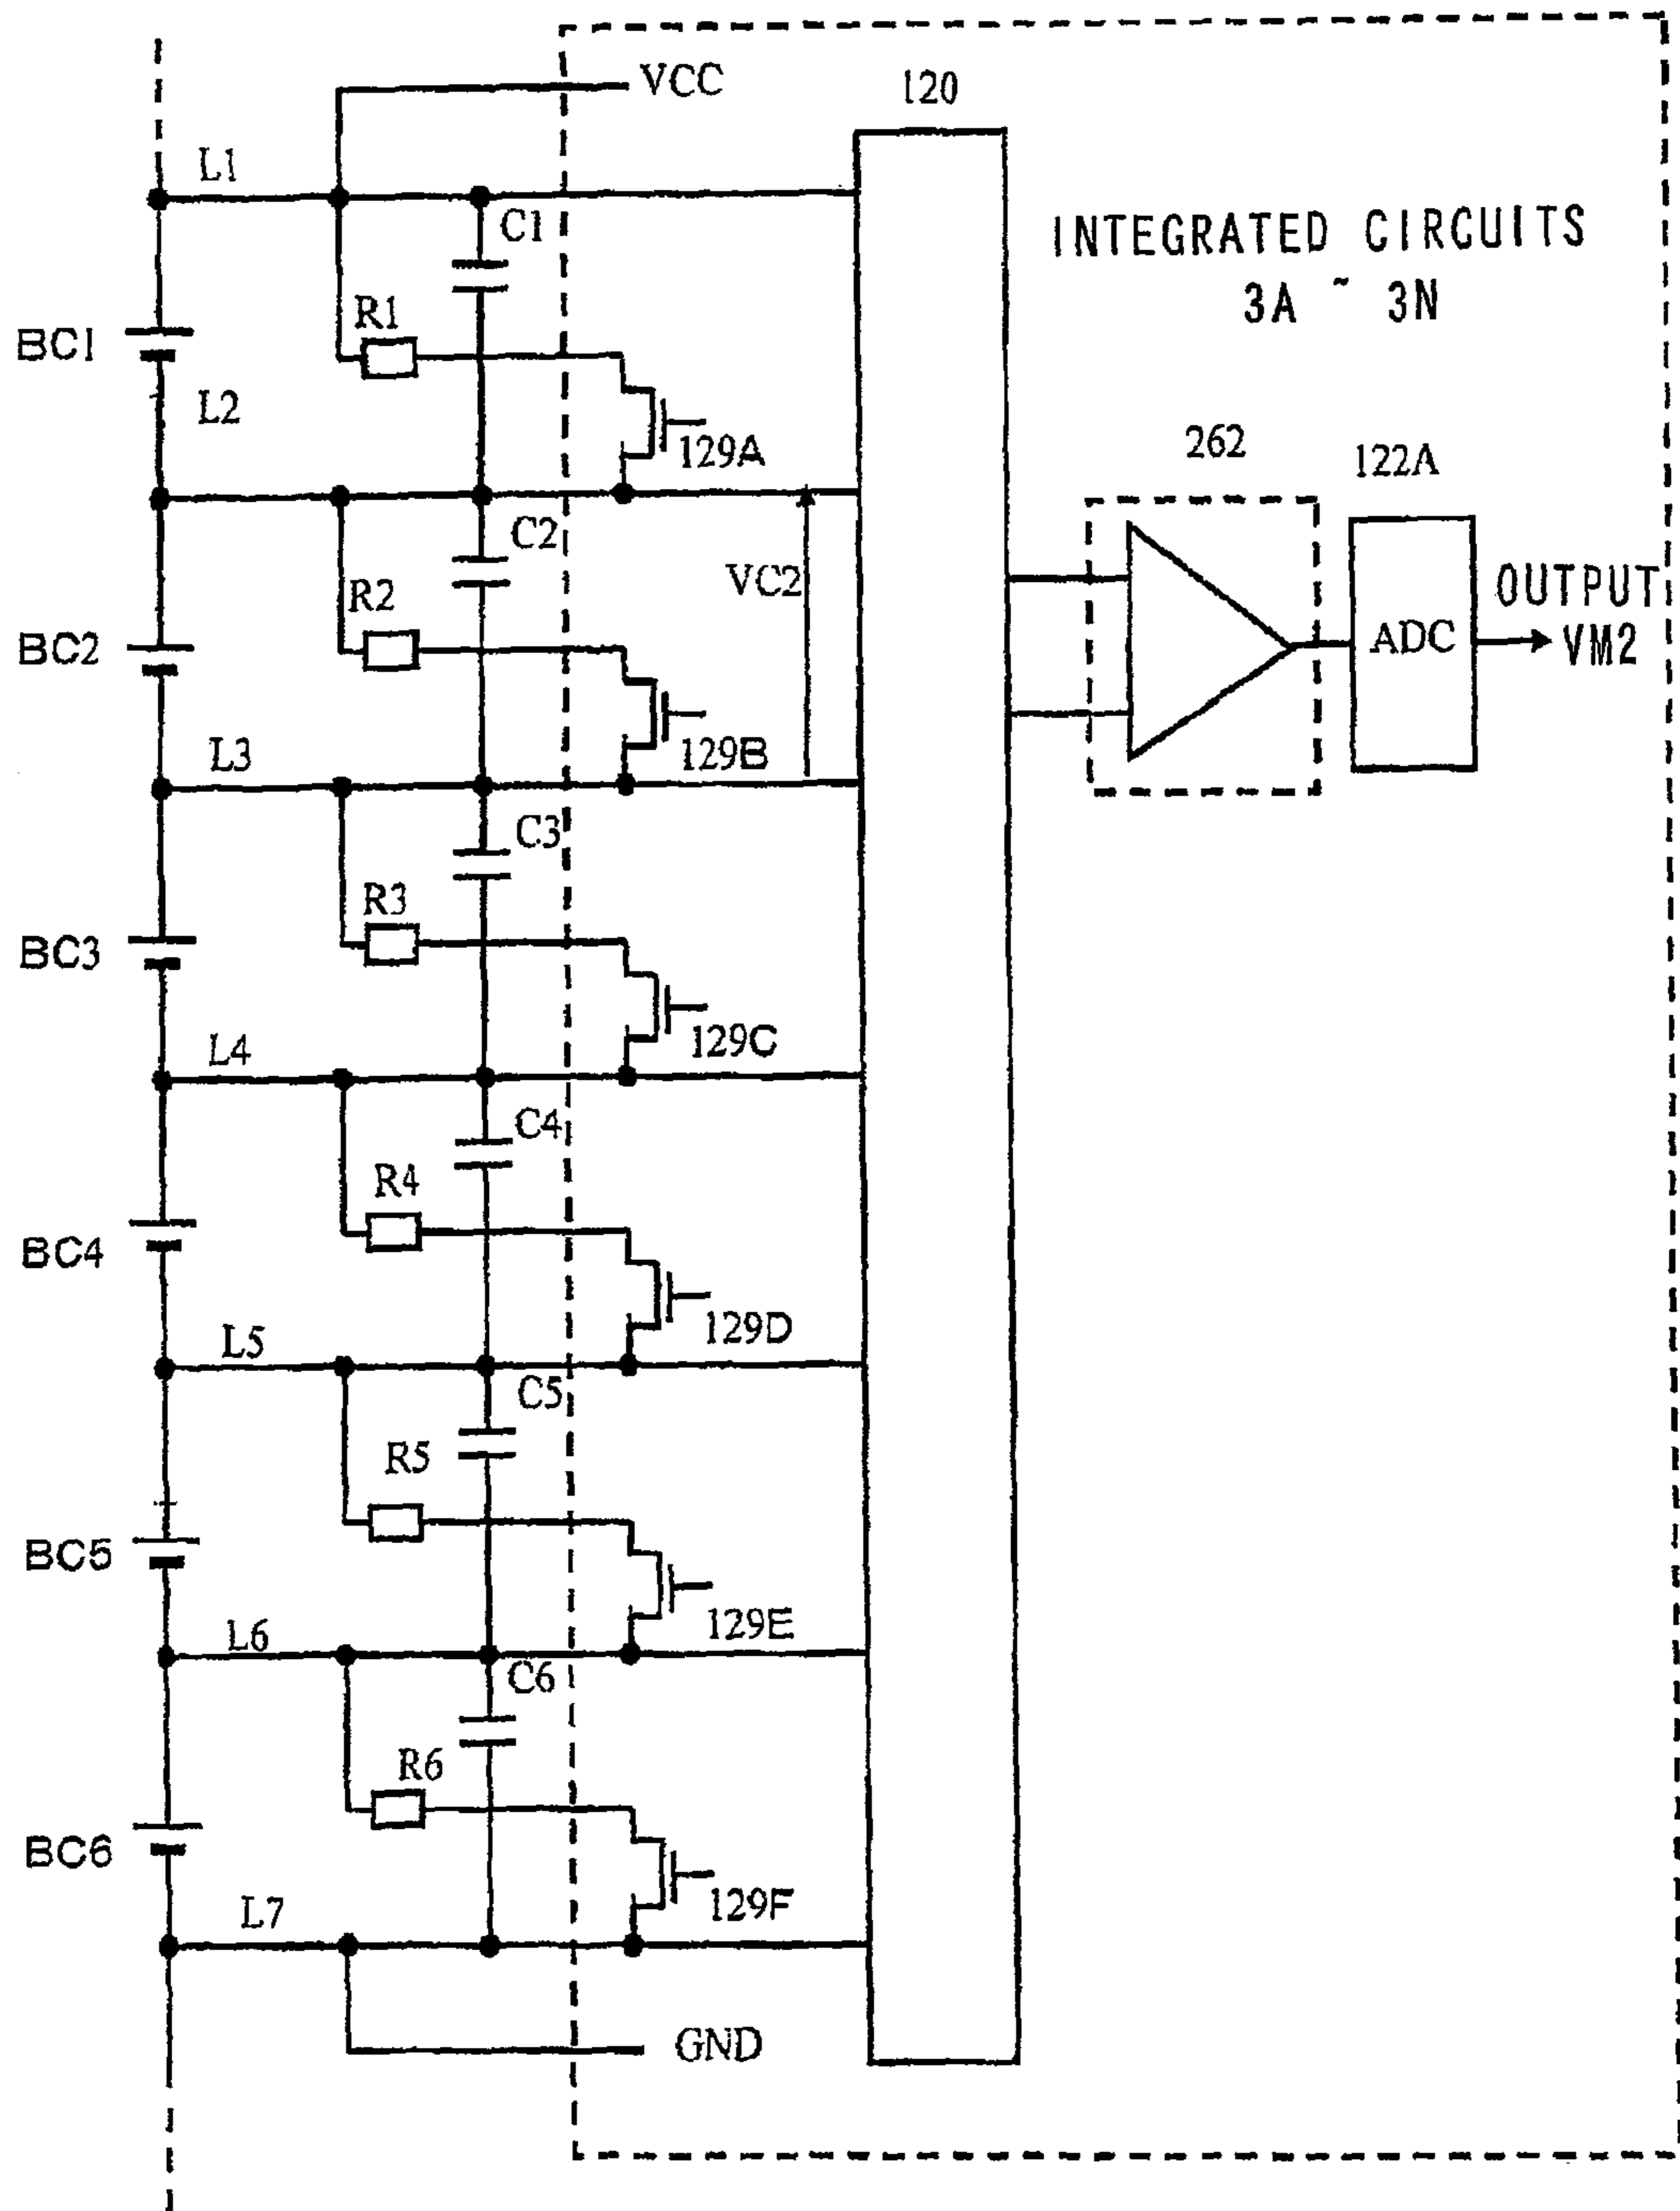 VCC
120
L1
C1
INTEGRATED CIRCUITS
3A ~ 3N
R1
BC1
L2
129A
262
122A
C2
VC2
OUTPUT
VM2
R2
ADC
BC2
129B
L3
C3
R3
BC3
129C
L4
C4
R4
BC4
129D
L5
C5
R5
BC5
129E
L6
C6
R6
BC6
129F
L7
GND